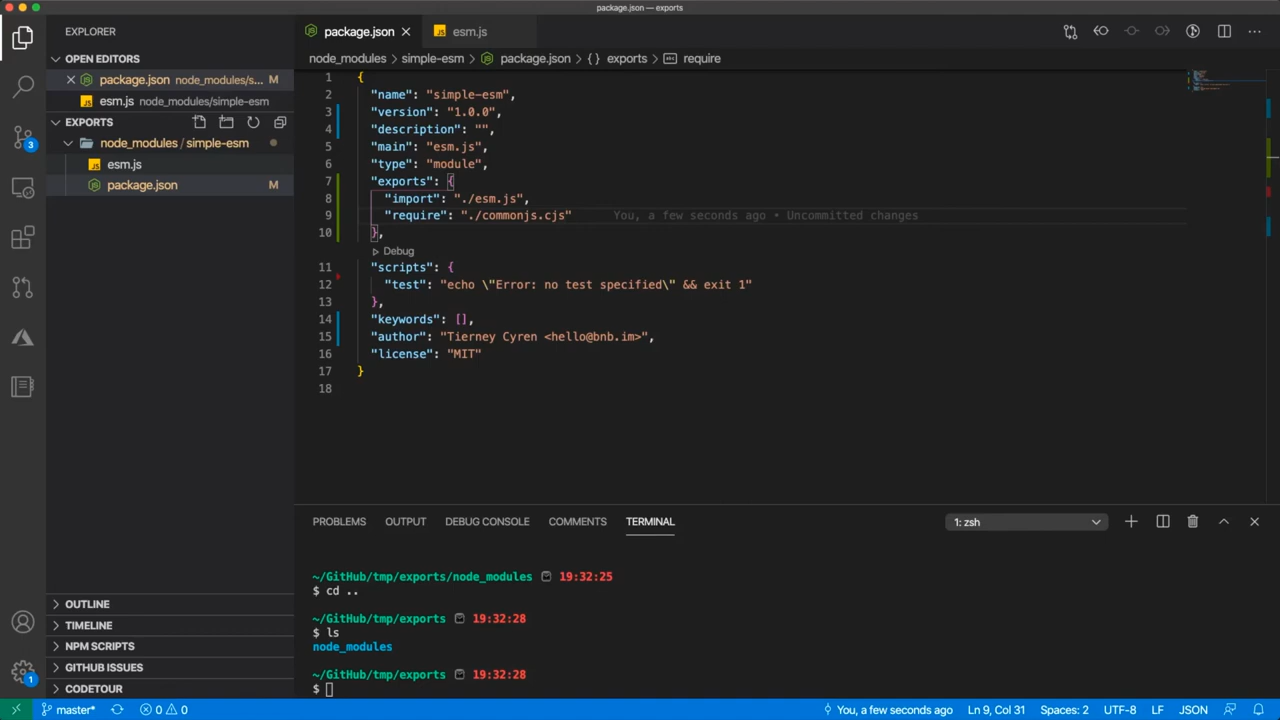 package.json — exports
EXPLORER
package.json
esm.js
OPEN EDITORS
package.json node_modules/s... M
esm.js node_modules/simple-esm
EXPORTS
node_modules / simple-esm
esm.js
package.json M
3
node_modules > simple-esm > package.json > {} exports > require
1 {
2 "name": "simple-esm",
3 "version": "1.0.0",
4 "description": "",
5 "main": "esm.js",
6 "type": "module",
7 "exports": {
8 "import": "./esm.js",
9 "require": "./commonjs.cjs" You, a few seconds ago • Uncommitted changes
10 },
Debug
11 "scripts": {
12 "test": "echo \"Error: no test specified\" && exit 1"
13 },
14 "keywords": [],
15 "author": "Tierney Cyren <hello@bnb.im>",
16 "license": "MIT"
17 }
18
PROBLEMS OUTPUT DEBUG CONSOLE COMMENTS TERMINAL
1: zsh
~/GitHub/tmp/exports/node_modules 19:32:25
$ cd ..
~/GitHub/tmp/exports 19:32:28
$ ls
node_modules
~/GitHub/tmp/exports 19:32:28
$
OUTLINE
TIMELINE
NPM SCRIPTS
GITHUB ISSUES
CODETOUR
1
master* 0 0
You, a few seconds ago Ln 9, Col 31 Spaces: 2 UTF-8 LF JSON